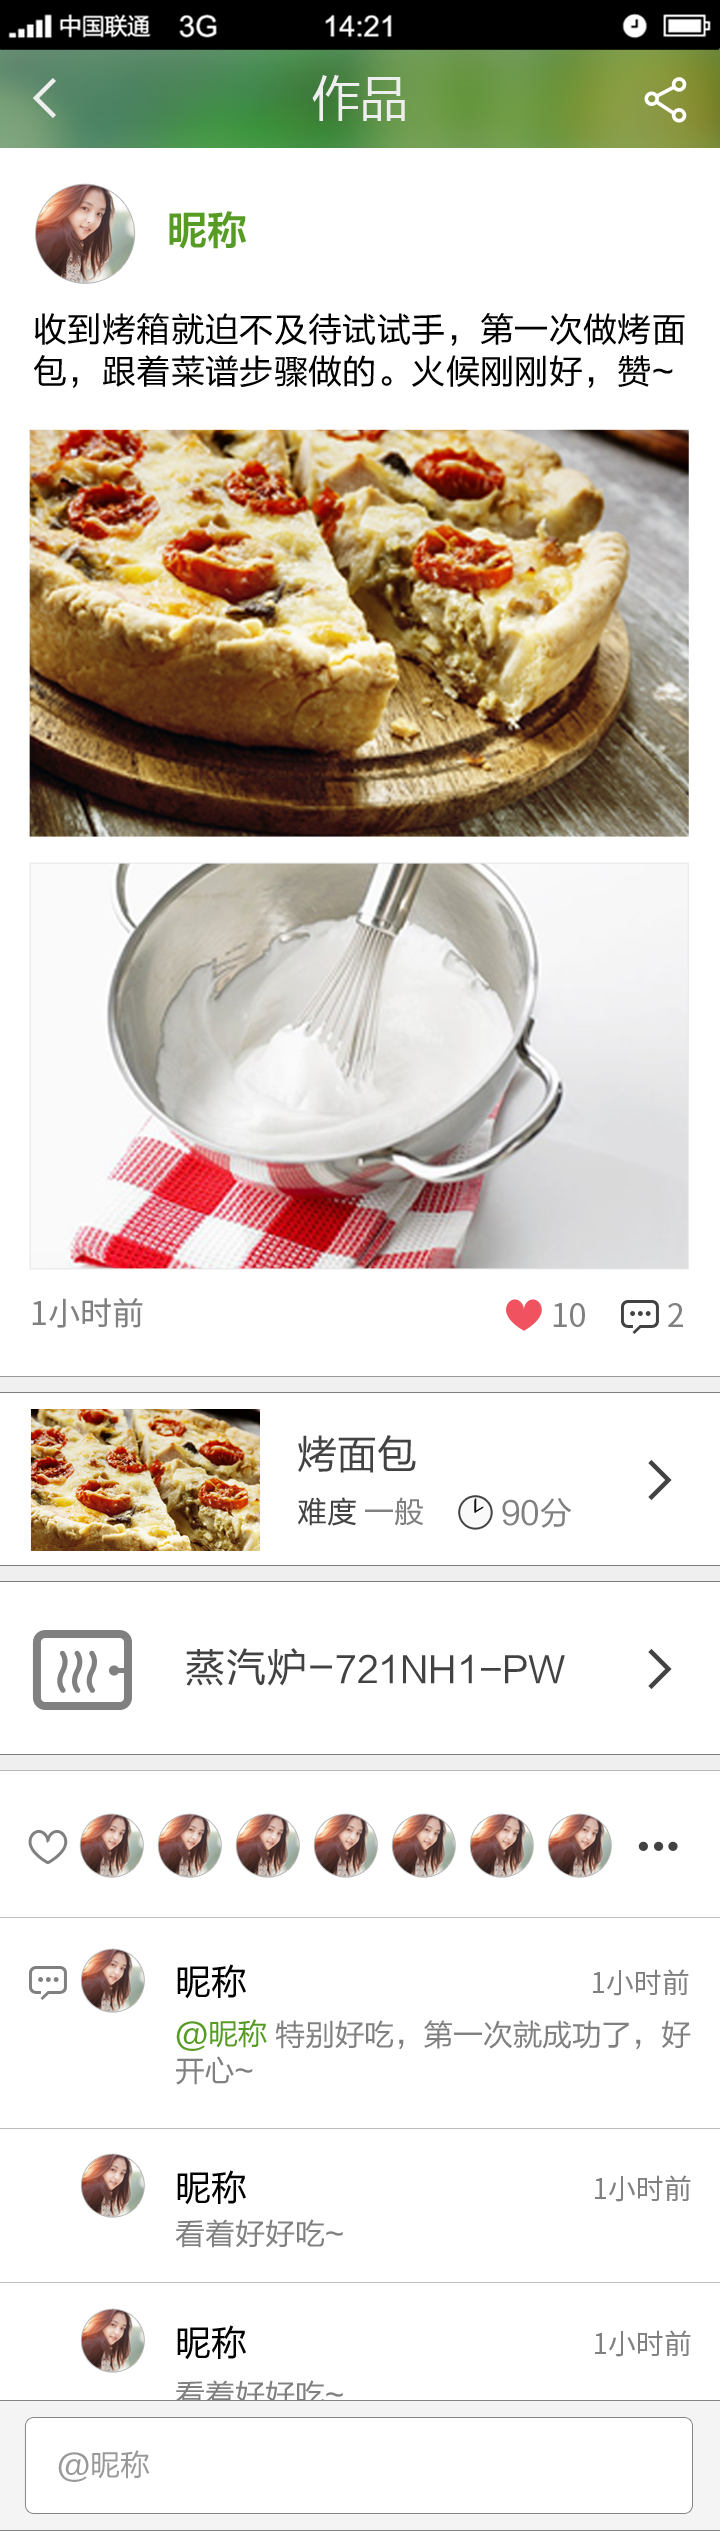 中国联通 3G 14:21
作品
昵称
收到烤箱就迫不及待试试手，第一次做烤面
包，跟着菜谱步骤做的。火候刚刚好，赞~
1小时前 10 2
烤面包
难度 一般 90分
蒸汽炉-721NH1-PW
昵称 1小时前
@昵称 特别好吃，第一次就成功了，好
开心~
昵称 1小时前
看着好好吃~
昵称 1小时前
看着好好吃~
@昵称